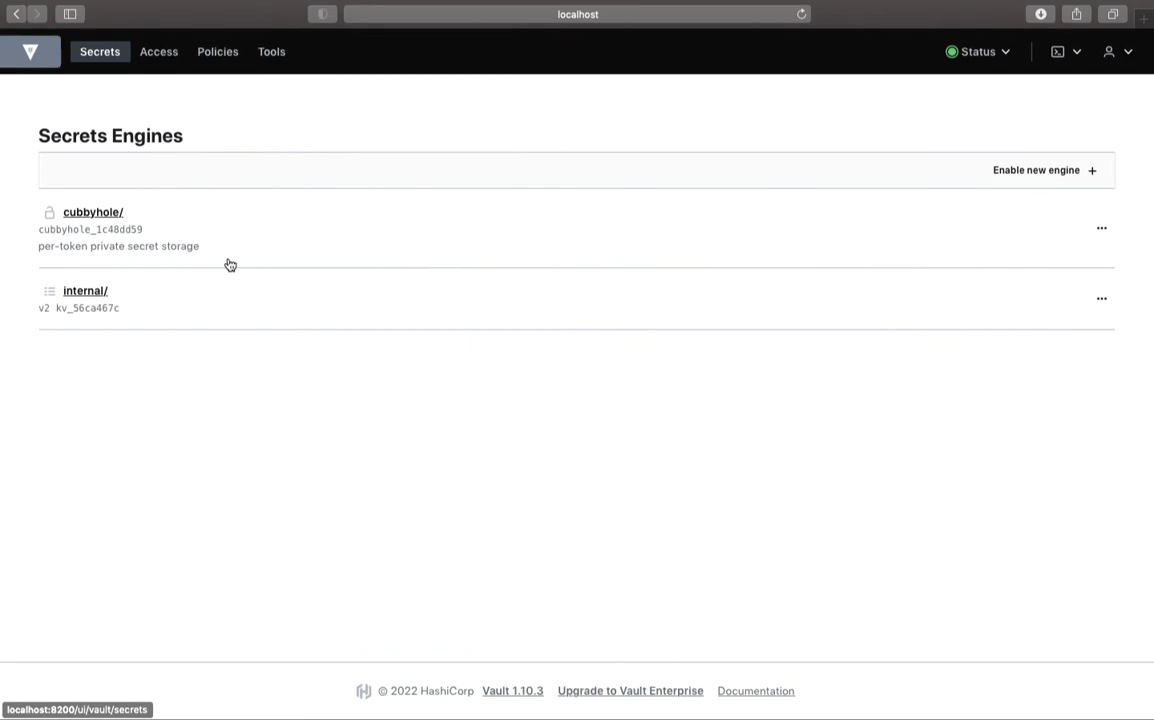 localhost
Secrets Access Policies Tools Status
Secrets Engines
Enable new engine +
cubbyhole/
cubbyhole_1c48dd59
per-token private secret storage
internal/
v2 kv_56ca467c
© 2022 HashiCorp Vault 1.10.3 Upgrade to Vault Enterprise Documentation
localhost:8200/ui/vault/secrets